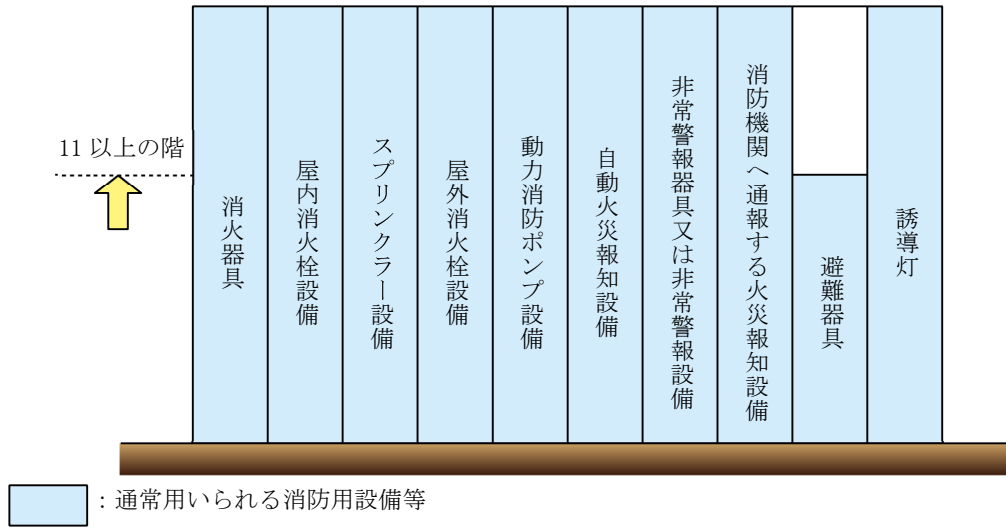 11 以上の階
消火器具
屋内消火栓設備
スプリンクラー設備
屋外消火栓設備
動力消防ポンプ設備
自動火災報知設備
非常警報器具又は非常警報設備
消防機関へ通報する火災報知設備
避難器具
誘導灯
：通常用いられる消防用設備等